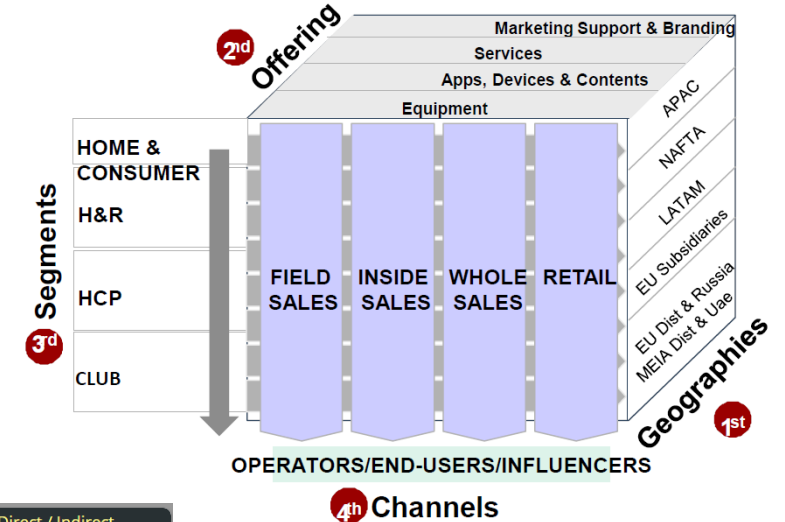 Marketing Support & Branding
2nd
Offering
Services
Apps, Devices & Contents
Equipment
APAC
NAFTA
LATAM
EU Subsidiaries
EU Dist & Russia
MEIA Dist & Uae
Geographies
1st
HOME &
CONSUMER
H&R
HCP
CLUB
Segments
3rd
FIELD
SALES
INSIDE
SALES
WHOLE
SALES
RETAIL
OPERATORS/END-USERS/INFLUENCERS
4th Channels
Direct / Indirect